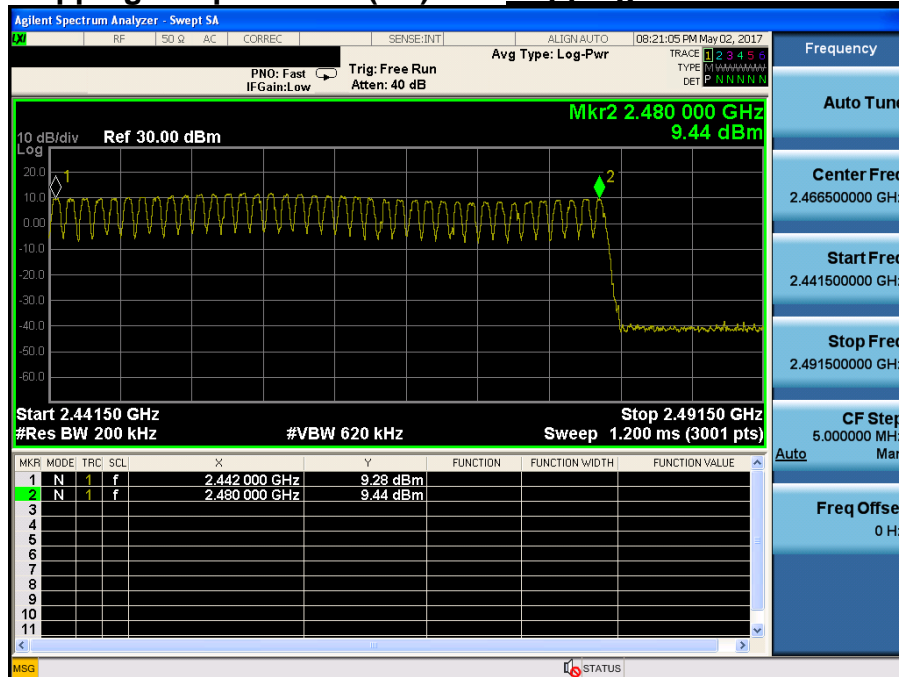 Agilent Spectrum Analyzer - Swept SA
LXI RF 50 Ω AC CORREC SENSE:INT ALIGN AUTO 08:21:05 PM May 02, 2017
PNO: Fast Trig: Free Run Avg Type: Log-Pwr TRACE 1 2 3 4 5 6
IFGain:Low Atten: 40 dB TYPE M WWWWW
DET P N N N N N
Mkr2 2.480 000 GHz
9.44 dBm
10 dB/div Ref 30.00 dBm
Log
1
2
20.0
10.0
0.00
-10.0
-20.0
-30.0
-40.0
-50.0
-60.0
Start 2.44150 GHz Stop 2.49150 GHz
#Res BW 200 kHz #VBW 620 kHz Sweep 1.200 ms (3001 pts)
MKR MODE TRC SCL X Y FUNCTION FUNCTION WIDTH FUNCTION VALUE
1 N 1 f 2.442 000 GHz 9.28 dBm
2 N 1 f 2.480 000 GHz 9.44 dBm
3
4
5
6
7
8
9
10
11
MSG STATUS
Frequency
Auto Tune
Center Freq
2.466500000 GHz
Start Freq
2.441500000 GHz
Stop Freq
2.491500000 GHz
CF Step
5.000000 MHz
Auto Man
Freq Offset
0 Hz